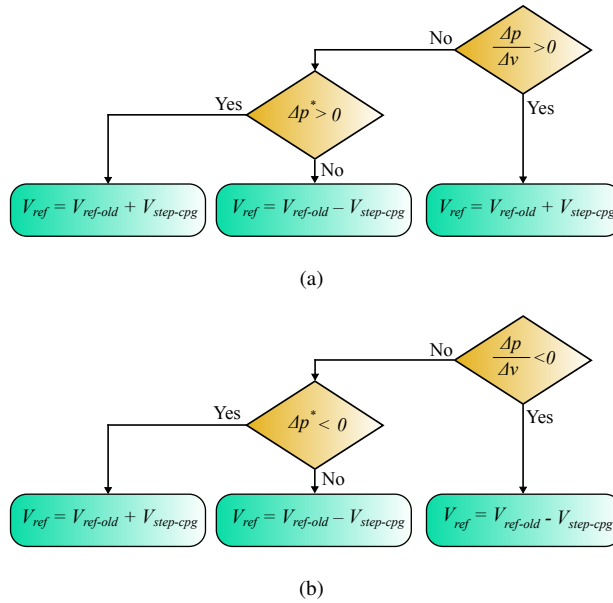 Δp
Δv
>0
No
Yes
Δp* > 0
Yes
No
V_ref = V_ref-old + V_step-cpg
V_ref = V_ref-old − V_step-cpg
V_ref = V_ref-old + V_step-cpg
(a)
Δp
Δv
<0
No
Yes
Δp* < 0
Yes
No
V_ref = V_ref-old + V_step-cpg
V_ref = V_ref-old − V_step-cpg
V_ref = V_ref-old - V_step-cpg
(b)